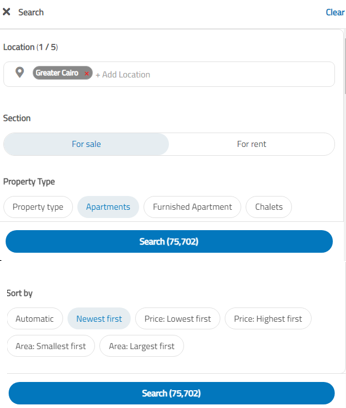 Search Clear
Location (1 / 5)
Greater Cairo × + Add Location
Section
For sale For rent
Property Type
Property type Apartments Furnished Apartment Chalets
Search (75,702)
Sort by
Automatic Newest first Price: Lowest first Price: Highest first
Area: Smallest first Area: Largest first
Search (75,702)